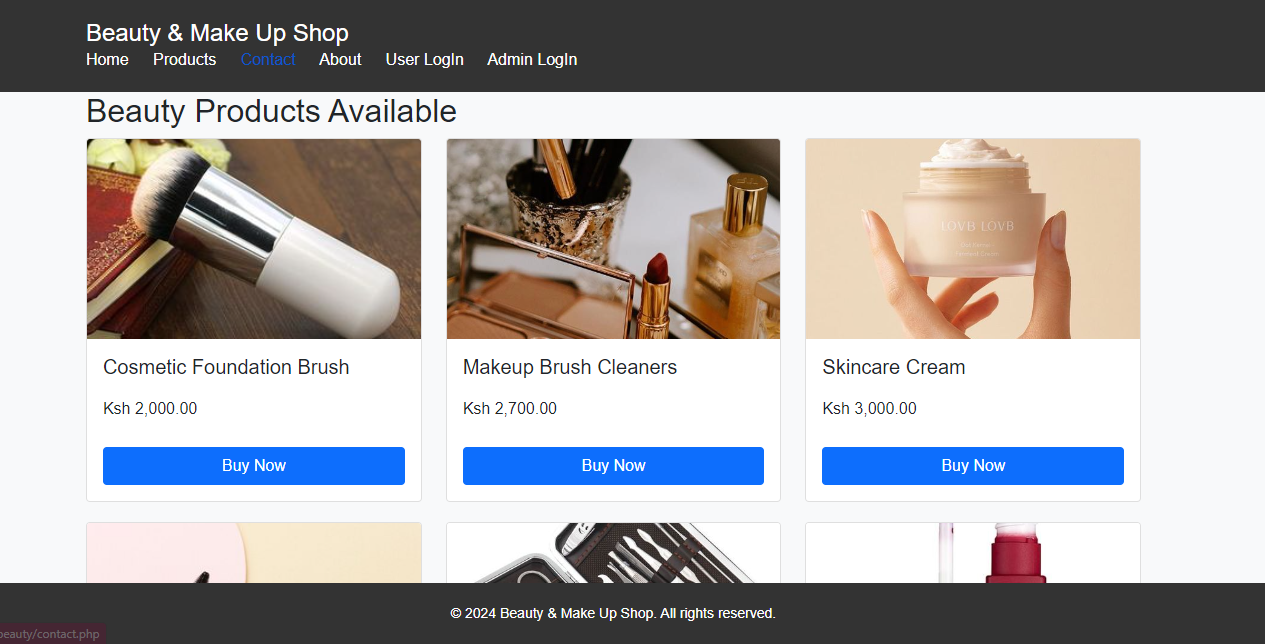 Beauty & Make Up Shop
Home Products Contact About User LogIn Admin LogIn
Beauty Products Available
LOVB LOVB
Cosmetic Foundation Brush
Makeup Brush Cleaners
Skincare Cream
Ksh 2,000.00
Ksh 2,700.00
Ksh 3,000.00
Buy Now
Buy Now
Buy Now
© 2024 Beauty & Make Up Shop. All rights reserved.
beauty/contact.php